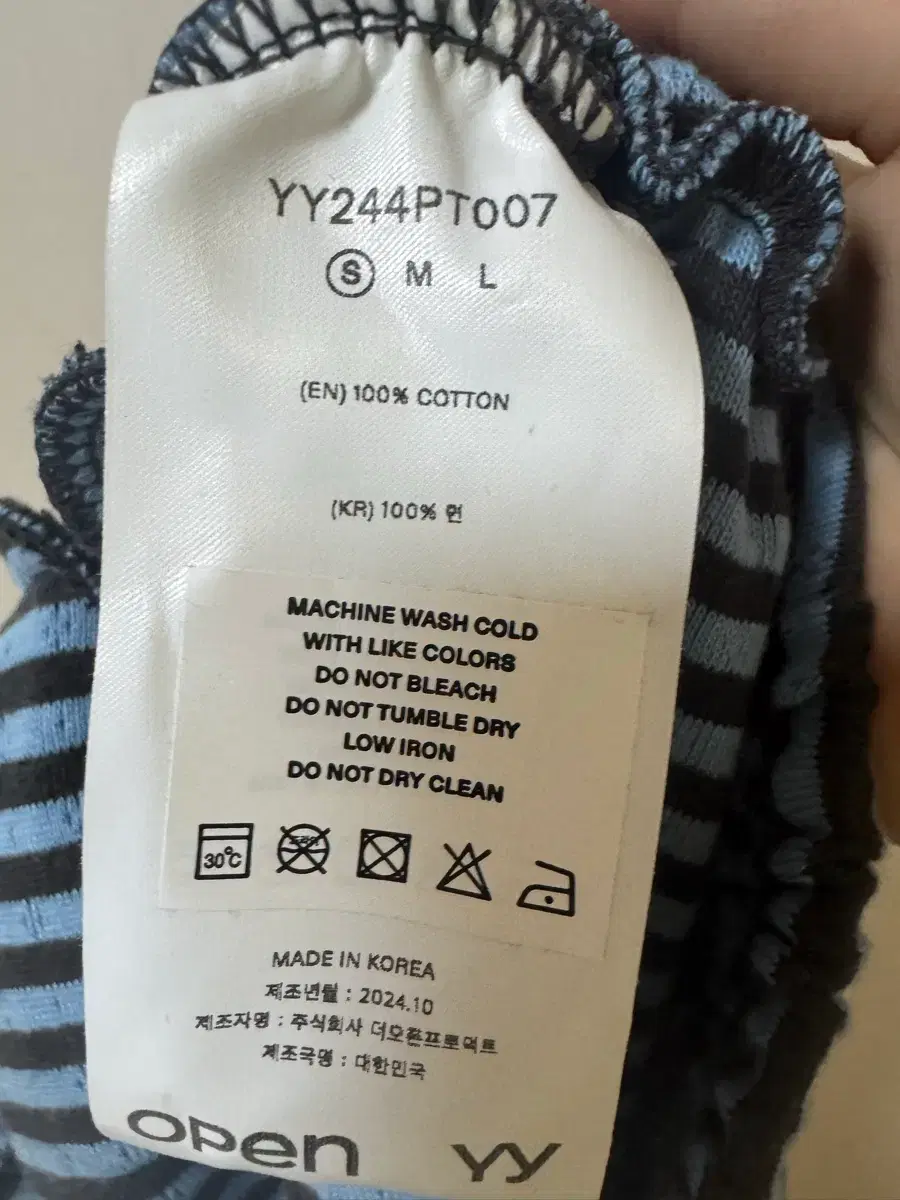 YY244PT007
S M L
(EN) 100% COTTON
(KR) 100% 면
MACHINE WASH COLD
WITH LIKE COLORS
DO NOT BLEACH
DO NOT TUMBLE DRY
LOW IRON
DO NOT DRY CLEAN
30℃
MADE IN KOREA
제조년월 : 2024.10
제조자명 : 주식회사 더오픈프로덕트
제조국명 : 대한민국
open YY